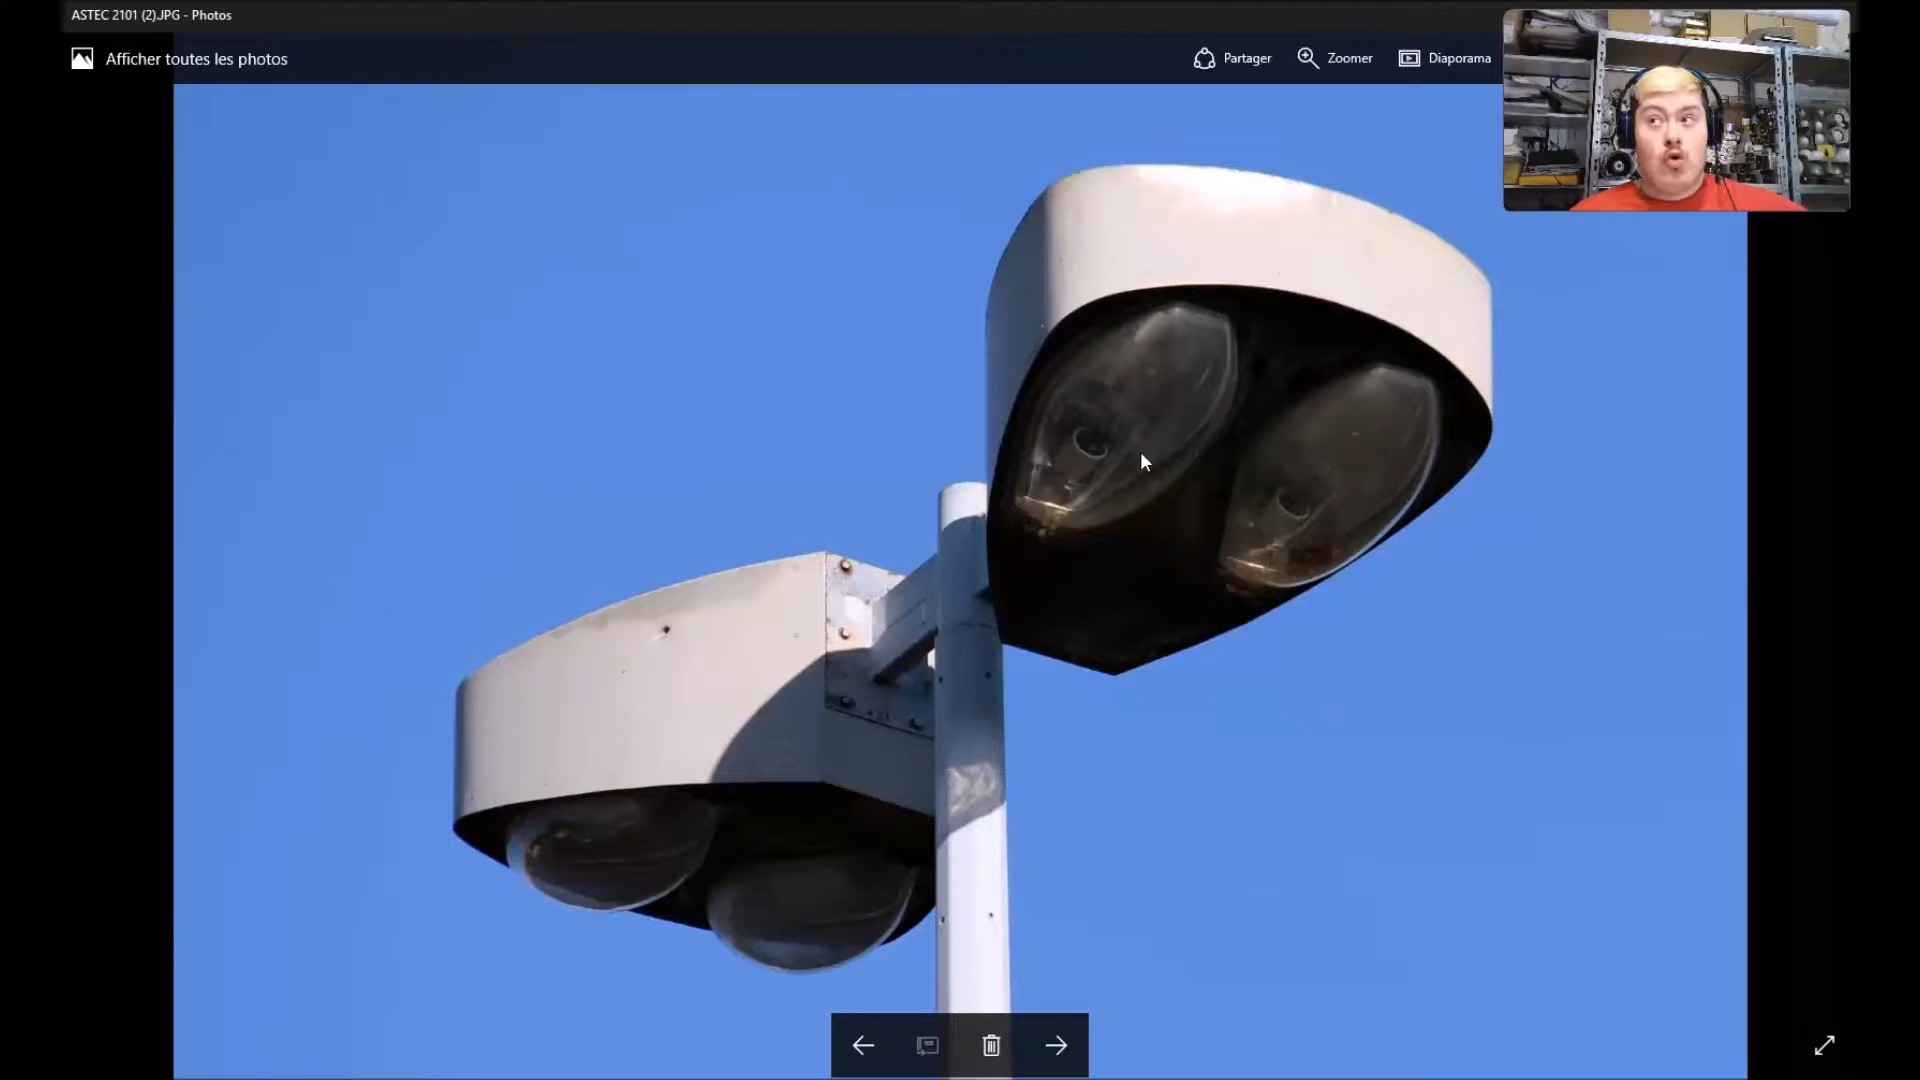 ASTEC 2101 (2).JPG - Photos
Afficher toutes les photos
Partager
Zoomer
Diaporama